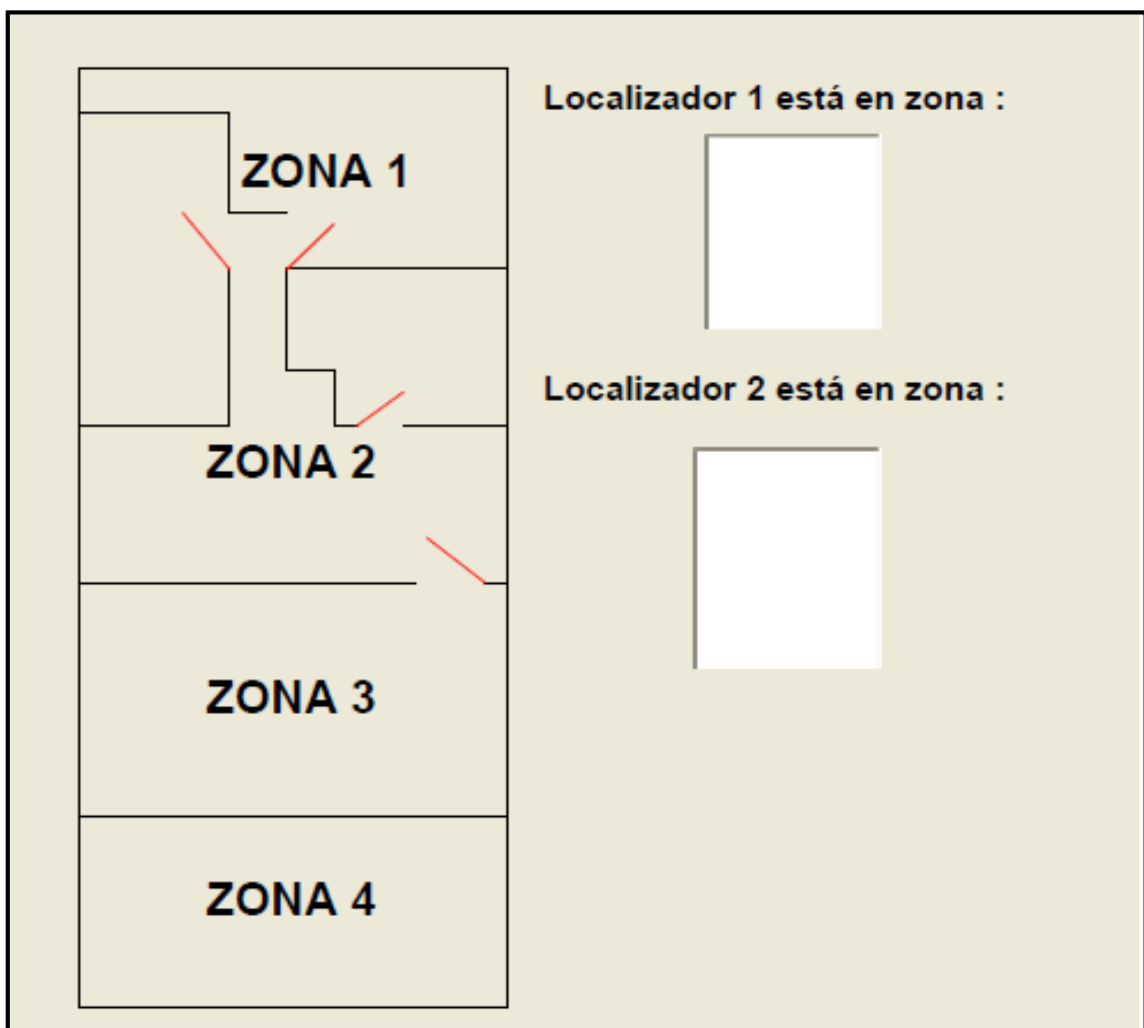 Localizador 1 está en zona :
ZONA 1
Localizador 2 está en zona :
ZONA 2
ZONA 3
ZONA 4